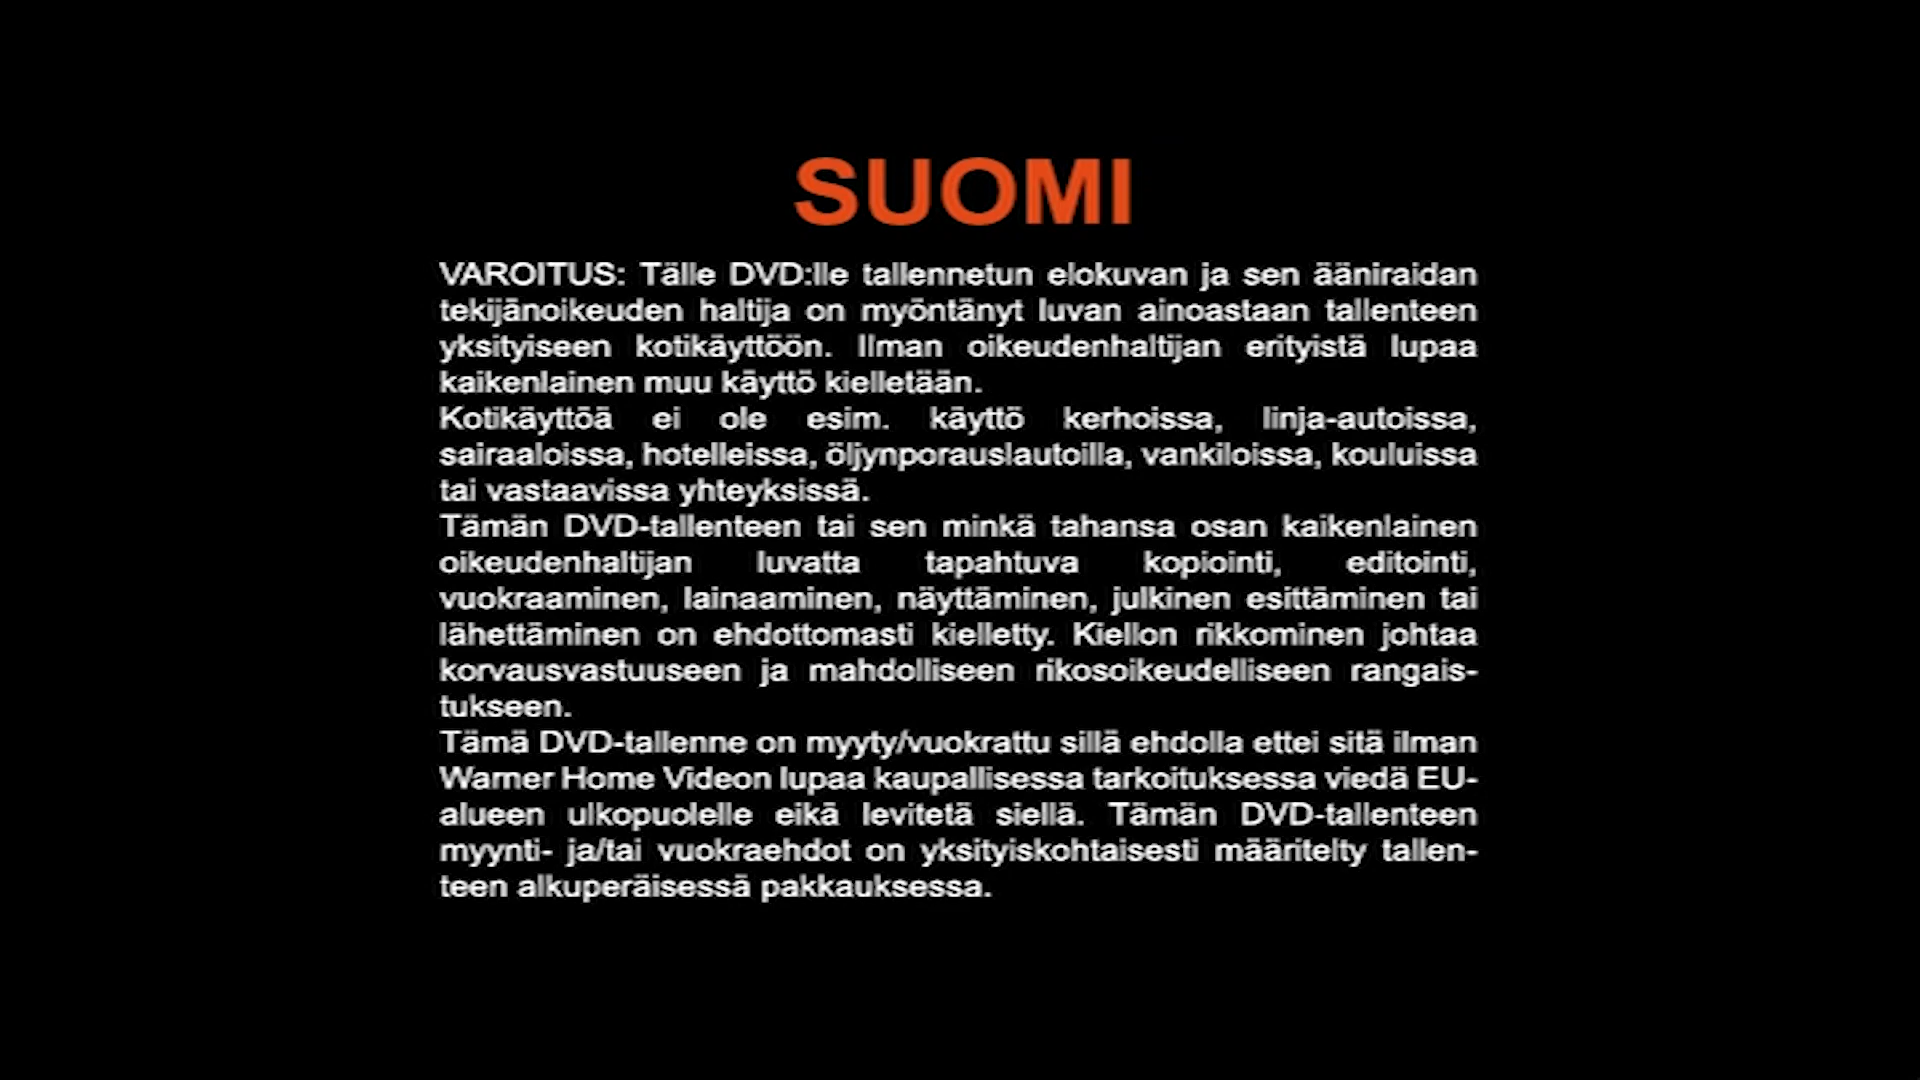 SUOMI
VAROITUS: Tälle DVD:lle tallennetun elokuvan ja sen ääniraidan
tekijänoikeuden haltija on myöntänyt luvan ainoastaan tallenteen
yksityiseen kotikäyttöön. Ilman oikeudenhaltijan erityistä lupaa
kaikenlainen muu käyttö kielletään.
Kotikäyttöä ei ole esim. käyttö kerhoissa, linja-autoissa,
sairaaloissa, hotelleissa, öljynporauslautoilla, vankiloissa, kouluissa
tai vastaavissa yhteyksissä.
Tämän DVD-tallenteen tai sen minkä tahansa osan kaikenlainen
oikeudenhaltijan luvatta tapahtuva kopiointi, editointi,
vuokraaminen, lainaaminen, näyttäminen, julkinen esittäminen tai
lähettäminen on ehdottomasti kielletty. Kiellon rikkominen johtaa
korvausvastuuseen ja mahdolliseen rikosoikeudelliseen rangais-
tukseen.
Tämä DVD-tallenne on myyty/vuokrattu sillä ehdolla ettei sitä ilman
Warner Home Videon lupaa kaupallisessa tarkoituksessa viedä EU-
alueen ulkopuolelle eikä levitetä siellä. Tämän DVD-tallenteen
myynti- ja/tai vuokraehdot on yksityiskohtaisesti määritelty tallen-
teen alkuperäisessä pakkauksessa.